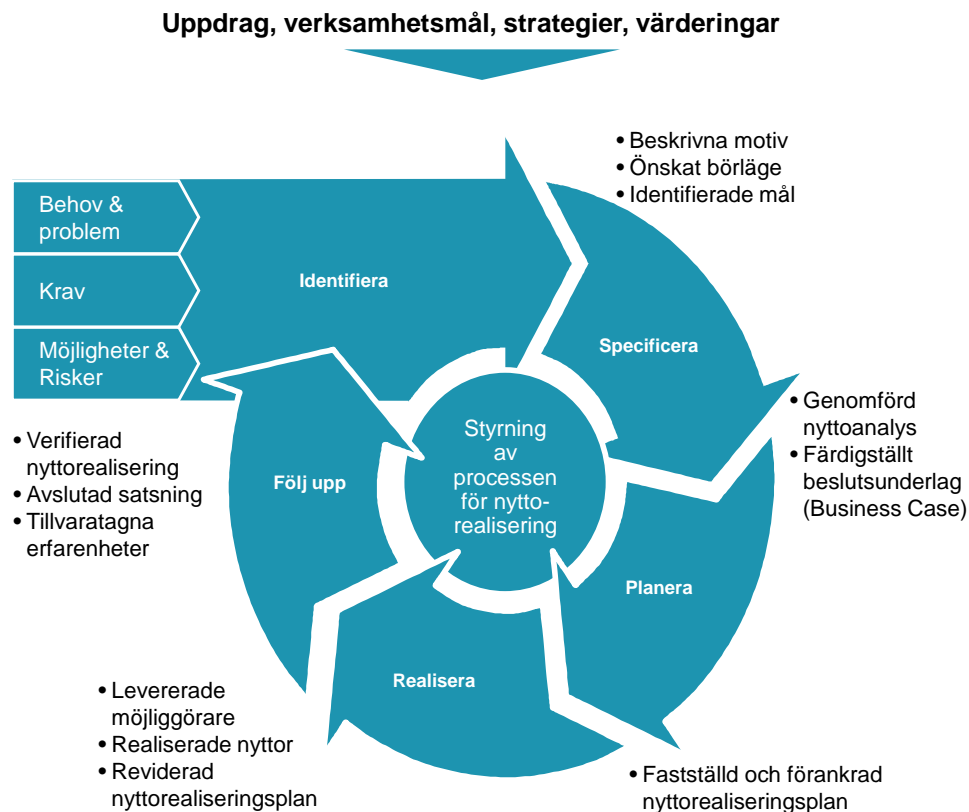 Uppdrag, verksamhetsmål, strategier, värderingar
• Beskrivna motiv
• Önskat börläge
• Identifierade mål
Behov &
problem
Krav
Möjligheter &
Risker
Identifiera
Specificera
• Genomförd
nyttoanalys
• Färdigställt
beslutsunderlag
(Business Case)
Styrning
av
processen
för nytto-
realisering
• Verifierad
nyttorealisering
• Avslutad satsning
• Tillvaratagna
erfarenheter
Följ upp
Planera
Realisera
• Levererade
möjliggörare
• Realiserade nyttor
• Reviderad
nyttorealiseringsplan
• Fastställd och förankrad
nyttorealiseringsplan